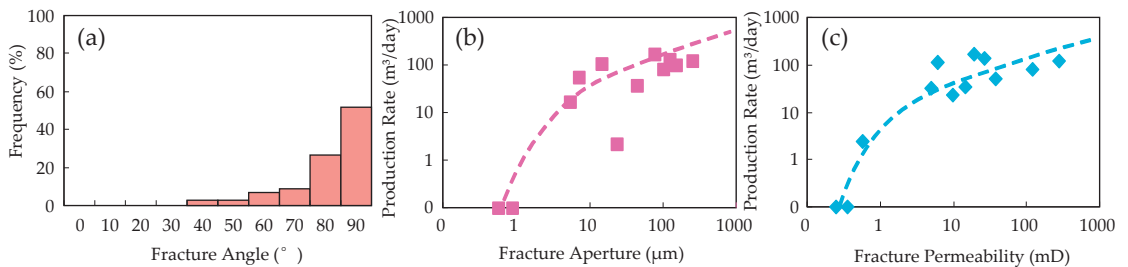 (a)
Frequency (%)
100
80
60
40
20
0
0 10 20 30 40 50 60 70 80 90
Fracture Angle (°)
(b)
Production Rate (m³/day)
1000
100
10
1
0
0 1 10 100 1000
Fracture Aperture (μm)
(c)
Production Rate (m³/day)
1000
100
10
1
0
0 1 10 100 1000
Fracture Permeability (mD)